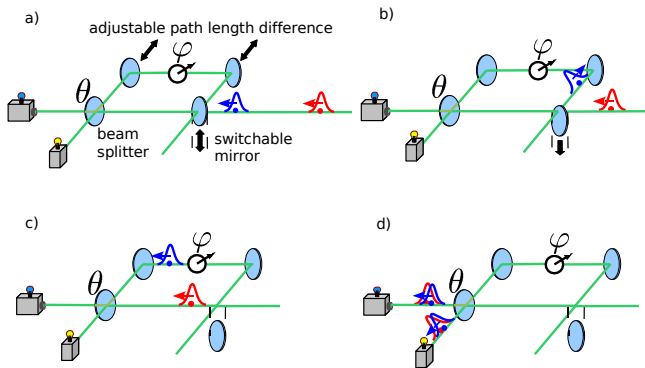 a)
adjustable path length difference
φ
θ
beam
splitter
switchable
mirror
b)
φ
θ
c)
φ
θ
d)
φ
θ